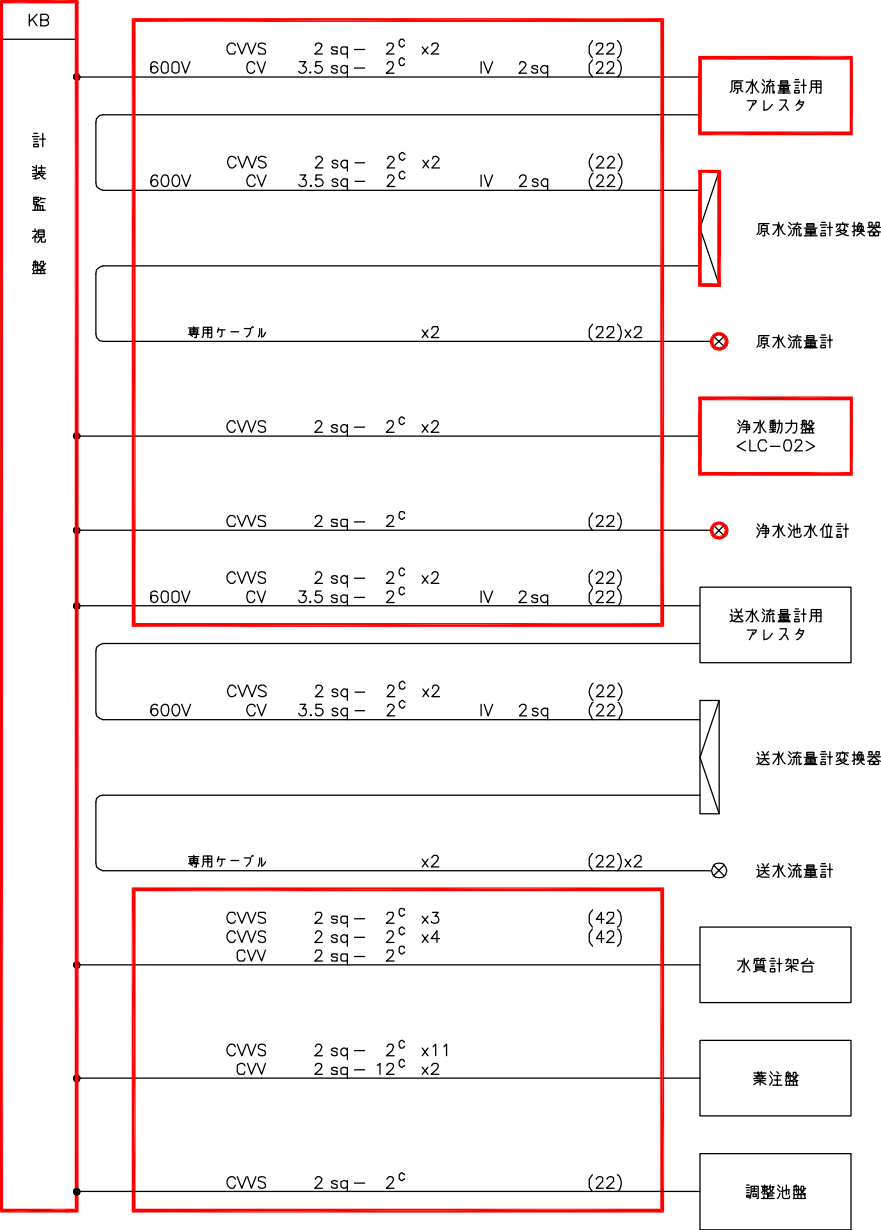 KB
計装監視盤
CVVS 2 sq- 2C x2 (22)
600V CV 3.5 sq- 2C IV 2sq (22)
原水流量計用
アレスタ
CVVS 2 sq- 2C x2 (22)
600V CV 3.5 sq- 2C IV 2sq (22)
原水流量計変換器
専用ケーブル x2 (22)x2
原水流量計
CVVS 2 sq- 2C x2
浄水動力盤
<LC-02>
CVVS 2 sq- 2C (22)
浄水池水位計
CVVS 2 sq- 2C x2 (22)
600V CV 3.5 sq- 2C IV 2sq (22)
送水流量計用
アレスタ
CVVS 2 sq- 2C x2 (22)
600V CV 3.5 sq- 2C IV 2sq (22)
送水流量計変換器
専用ケーブル x2 (22)x2
送水流量計
CVVS 2 sq- 2C x3 (42)
CVVS 2 sq- 2C x4 (42)
CVV 2 sq- 2C
水質計架台
CVVS 2 sq- 2C x11
CVV 2 sq- 12C x2
薬注盤
CVVS 2 sq- 2C (22)
調整池盤